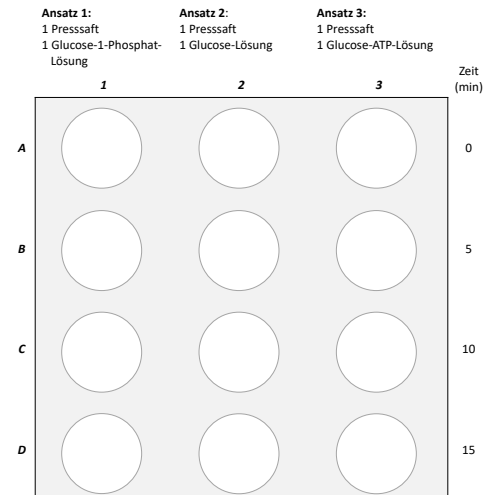 Ansatz 1:
1 Presssaft
1 Glucose-1-Phosphat-
Lösung
Ansatz 2:
1 Presssaft
1 Glucose-Lösung
Ansatz 3:
1 Presssaft
1 Glucose-ATP-Lösung
Zeit
(min)
1 2 3
A 0
B 5
C 10
D 15